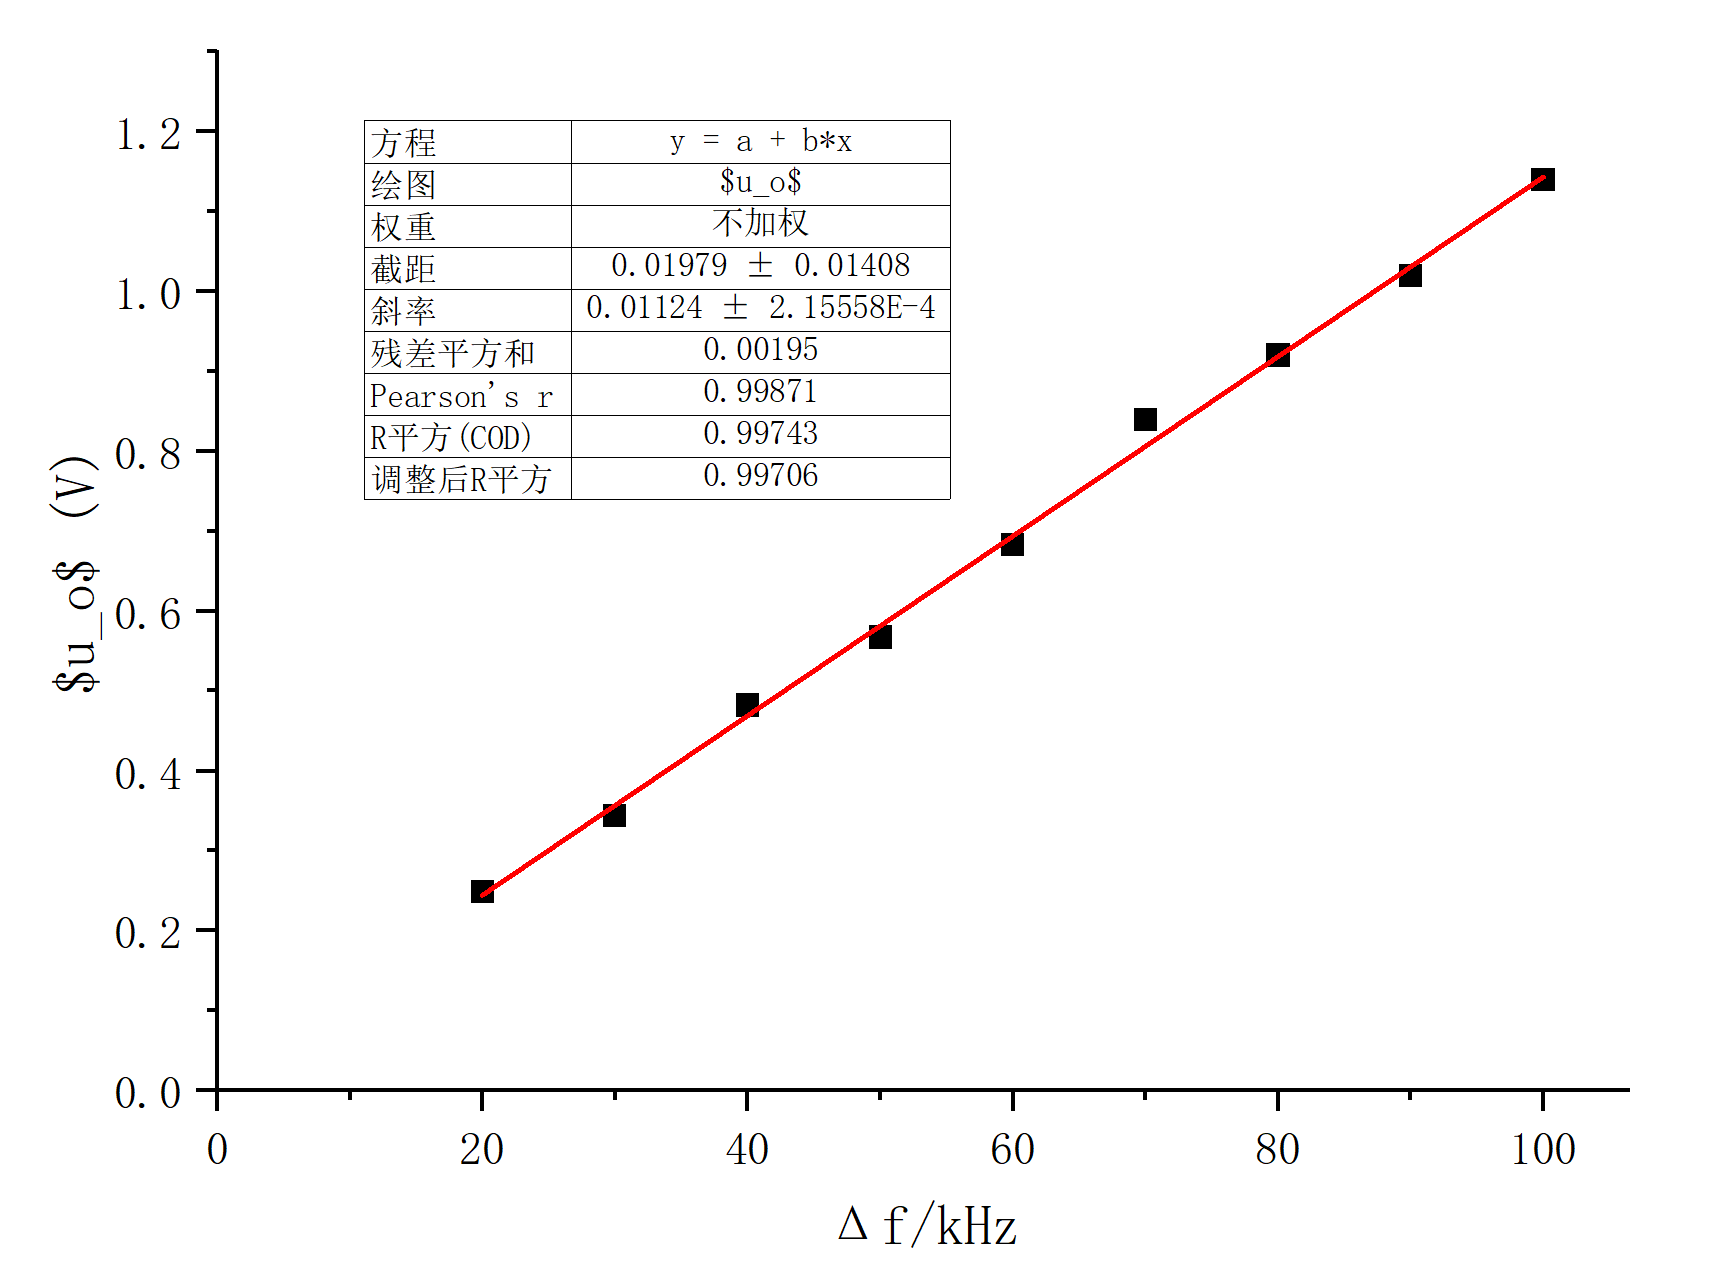 1.2
1.0
0.8
0.6
0.4
0.2
0.0
$u_o$ (V)
方程 y = a + b*x
绘图 $u_o$
权重 不加权
截距 0.01979 ± 0.01408
斜率 0.01124 ± 2.15558E-4
残差平方和 0.00195
Pearson's r 0.99871
R平方(COD) 0.99743
调整后R平方 0.99706
0 20 40 60 80 100
Δf/kHz